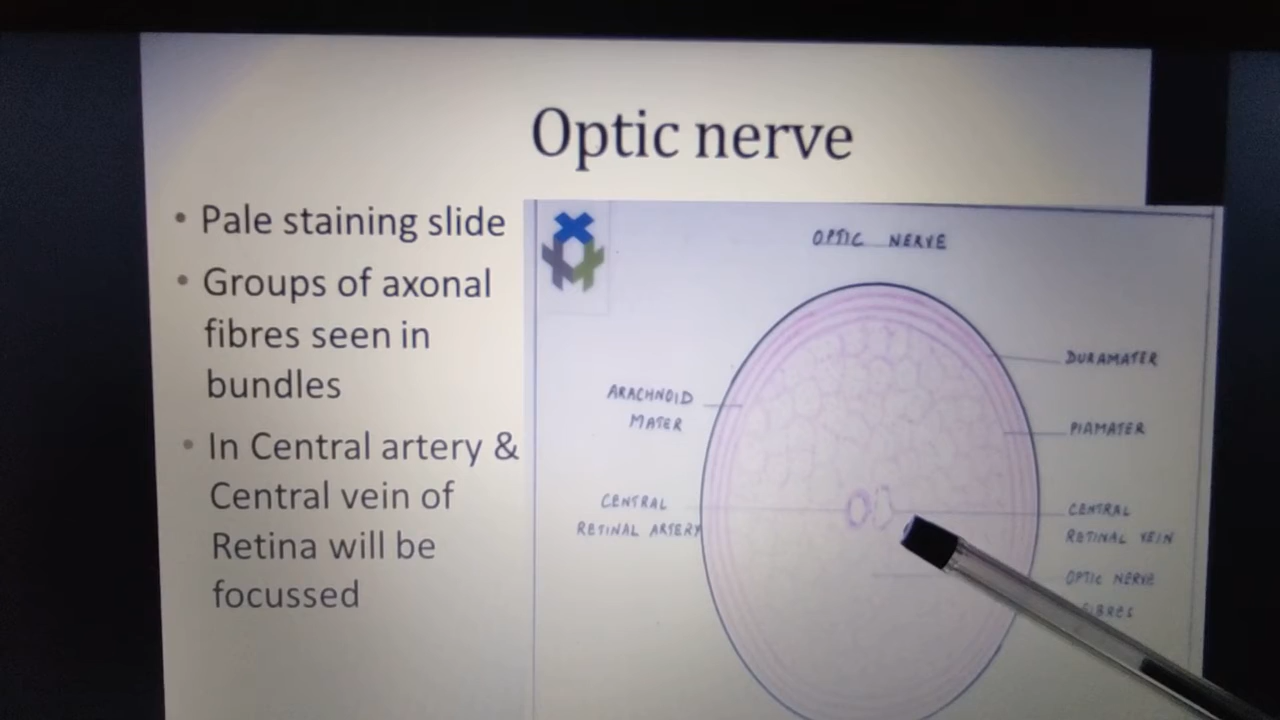 Optic nerve
• Pale staining slide
• Groups of axonal
fibres seen in
bundles
• In Central artery &
Central vein of
Retina will be
focussed
OPTIC NERVE
DURAMATER
ARACHNOID
MATER
PIAMATER
CENTRAL
RETINAL ARTERY
CENTRAL
RETINAL VEIN
OPTIC NERVE
FIBRES